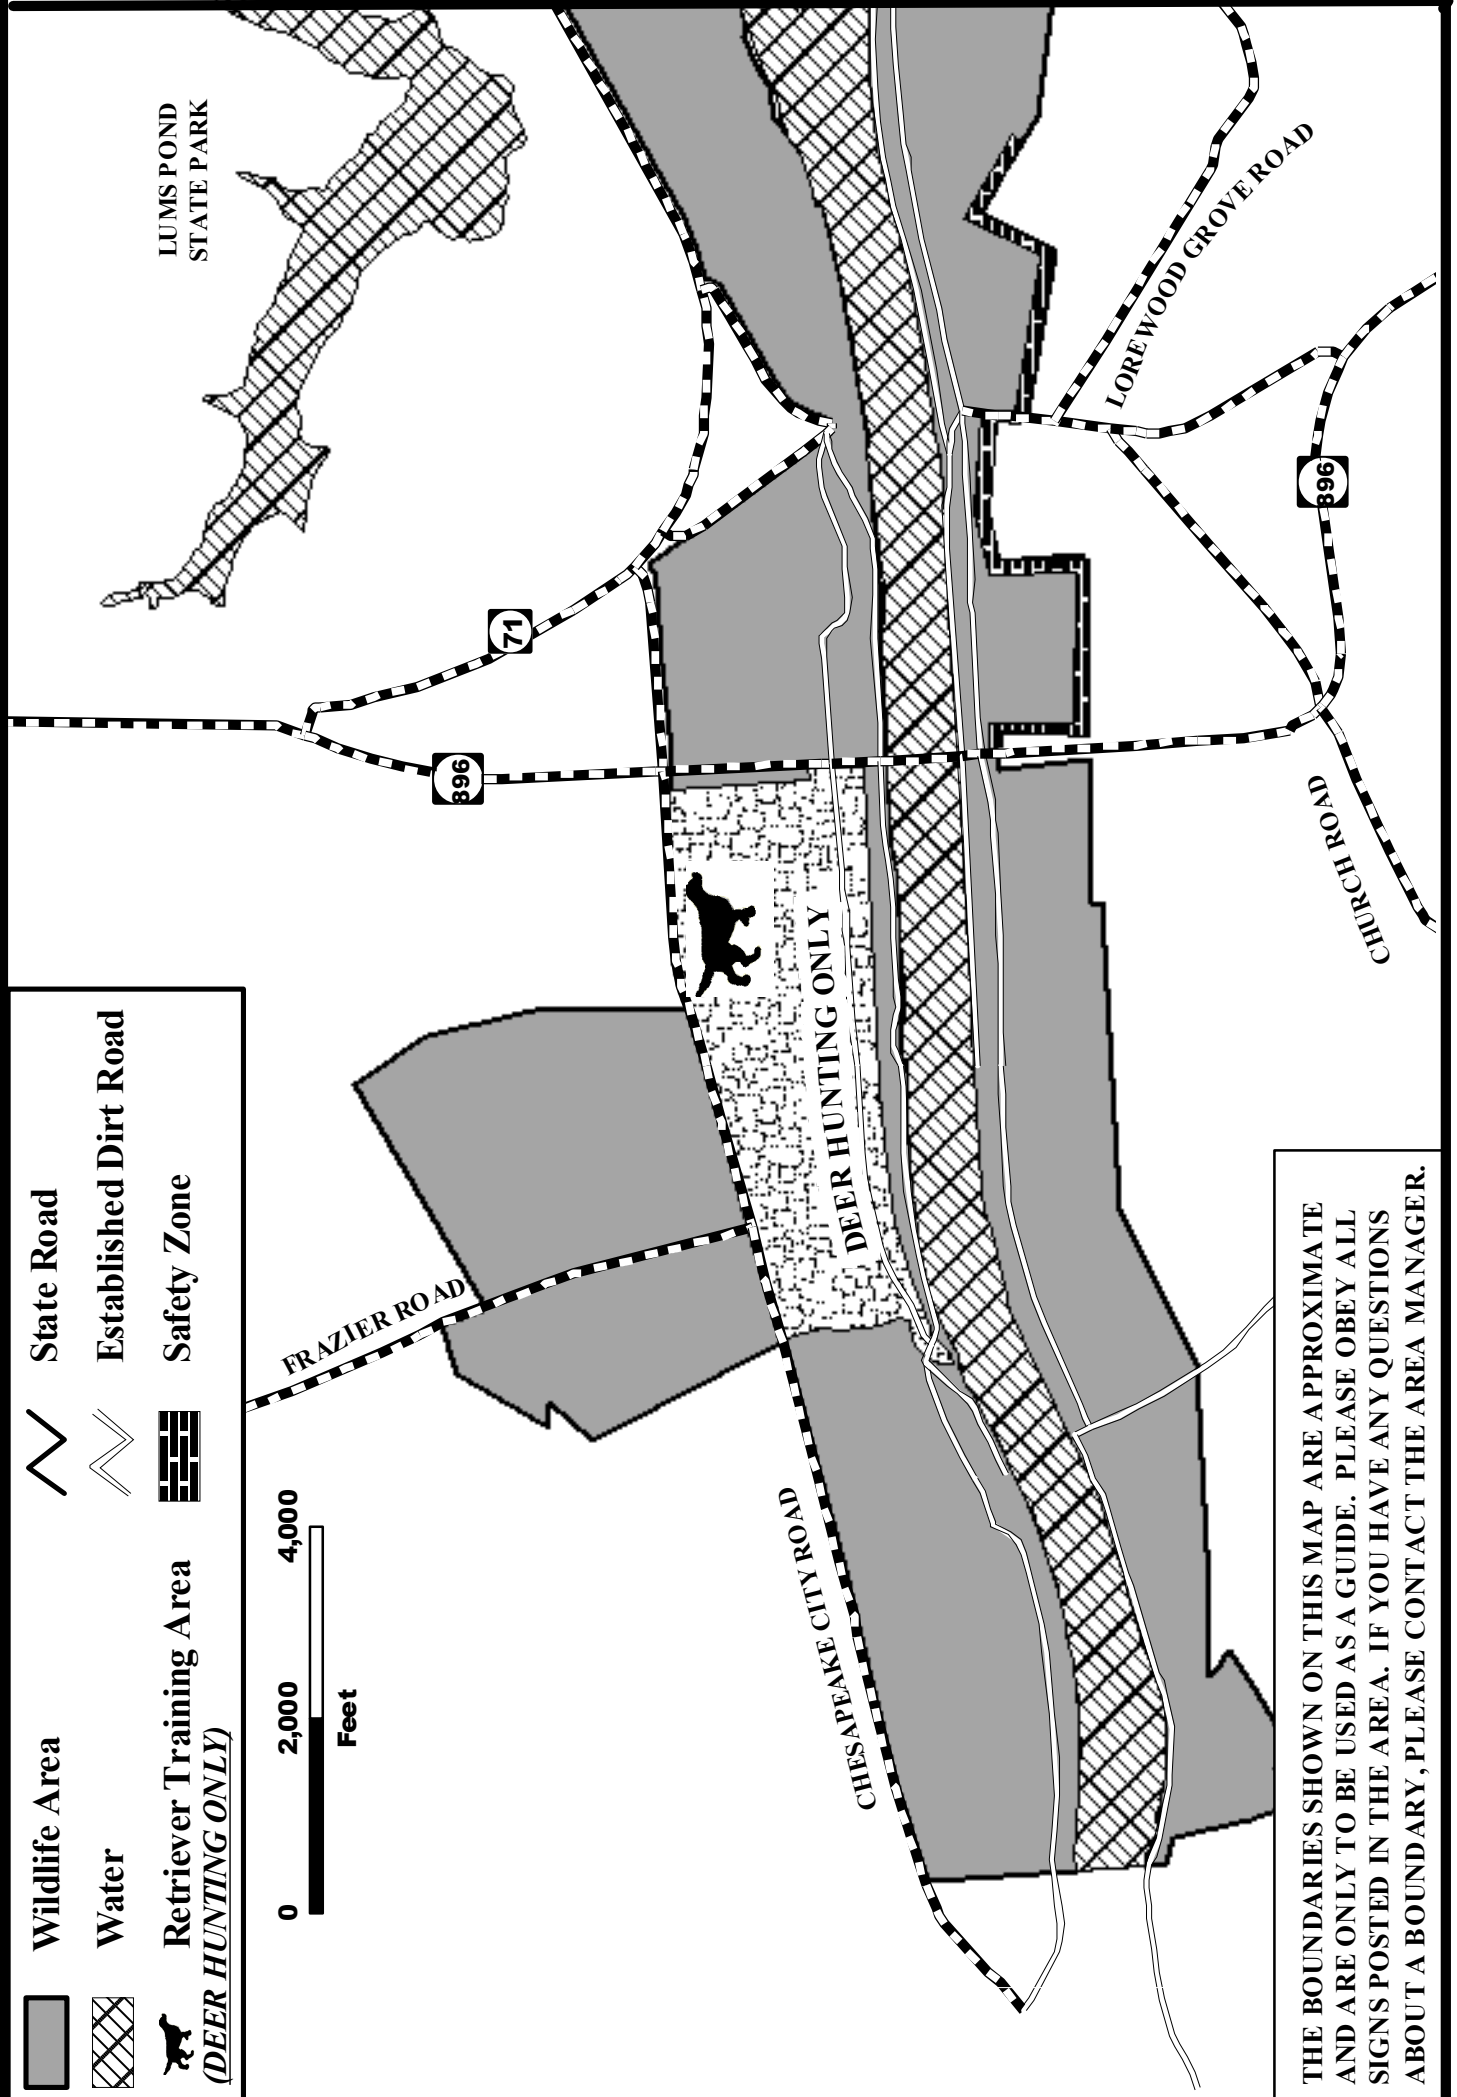 Wildlife Area
State Road
Water
Established Dirt Road
Retriever Training Area
(DEER HUNTING ONLY)
Safety Zone
0
2,000
4,000
Feet
LUMS POND
STATE PARK
FRAZIER ROAD
896
71
CHESAPEAKE CITY ROAD
DEER HUNTING ONLY
LOREWOOD GROVE ROAD
896
CHURCH ROAD
THE BOUNDARIES SHOWN ON THIS MAP ARE APPROXIMATE
AND ARE ONLY TO BE USED AS A GUIDE. PLEASE OBEY ALL
SIGNS POSTED IN THE AREA. IF YOU HAVE ANY QUESTIONS
ABOUT A BOUNDARY, PLEASE CONTACT THE AREA MANAGER.